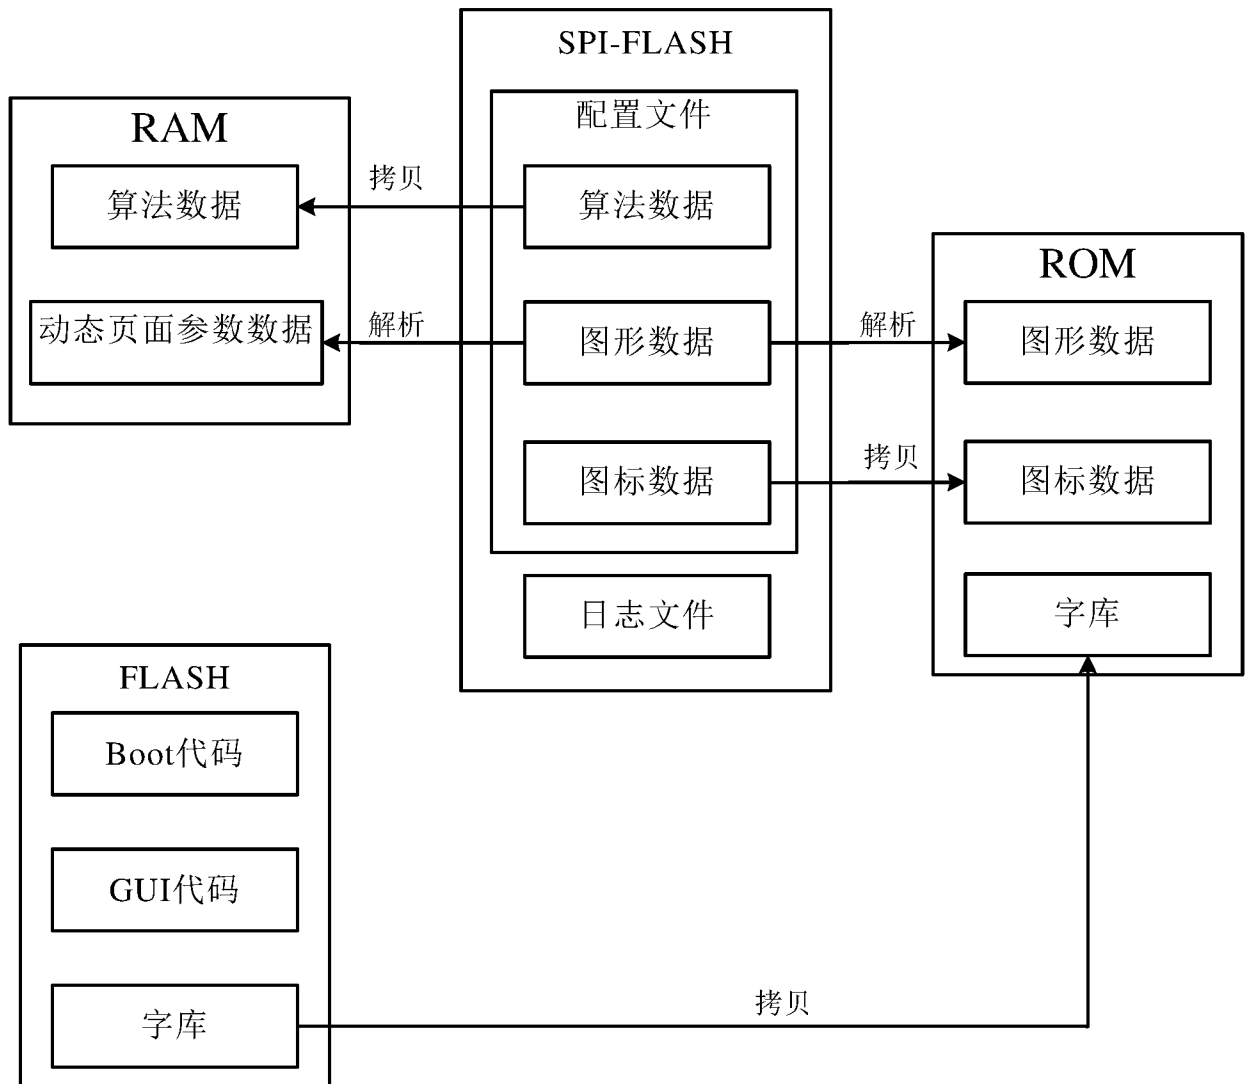 SPI-FLASH
配置文件
RAM
拷贝
算法数据
算法数据
ROM
动态页面参数数据
解析
图形数据
解析
图形数据
图标数据
拷贝
图标数据
日志文件
字库
FLASH
Boot代码
GUI代码
字库
拷贝